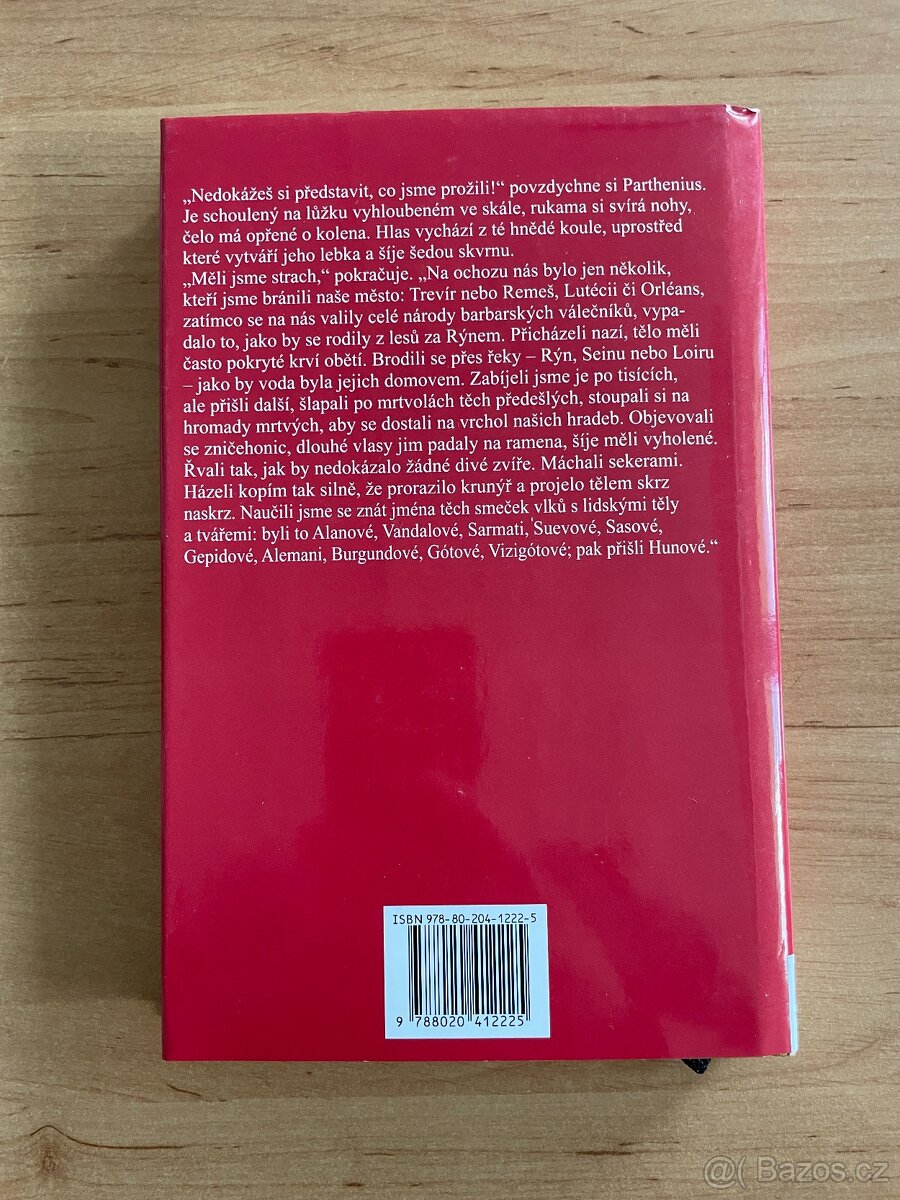 „Nedokážeš si představit, co jsme prožili!“ povzdychne si Parthenius.
Je schoulený na lůžku vyhloubeném ve skále, rukama si svírá nohy,
čelo má opřené o kolena. Hlas vychází z té hnědé koule, uprostřed
které vytváří jeho lebka a šíje šedou skvrnu.
„Měli jsme strach,“ pokračuje. „Na ochozu nás bylo jen několik,
kteří jsme bránili naše město: Trevír nebo Remeš, Lutécii či Orléans,
zatímco se na nás valily celé národy barbarských válečníků, vypa-
dalo to, jako by se rodily z lesů za Rýnem. Přicházeli nazí, tělo měli
často pokryté krví obětí. Brodili se přes řeky – Rýn, Seinu nebo Loiru
– jako by voda byla jejich domovem. Zabíjeli jsme je po tisících,
ale přišli další, šlapali po mrtvolách těch předešlých, stoupali si na
hromady mrtvých, aby se dostali na vrchol našich hradeb. Objevovali
se zničehonic, dlouhé vlasy jim padaly na ramena, šíje měli vyholené.
Řvali tak, jak by nedokázalo žádné divé zvíře. Máchali sekerami.
Házeli kopím tak silně, že prorazilo krunýř a projelo tělem skrz
naskrz. Naučili jsme se znát jména těch smeček vlků s lidskými těly
a tvářemi: byli to Alanové, Vandalové, Sarmati, Suevové, Sasové,
Gepidové, Alemani, Burgundové, Gótové, Vizigótové; pak přišli Hunové.“
ISBN 978-80-204-1222-5
9 788020 412225
@( Bazos.cz